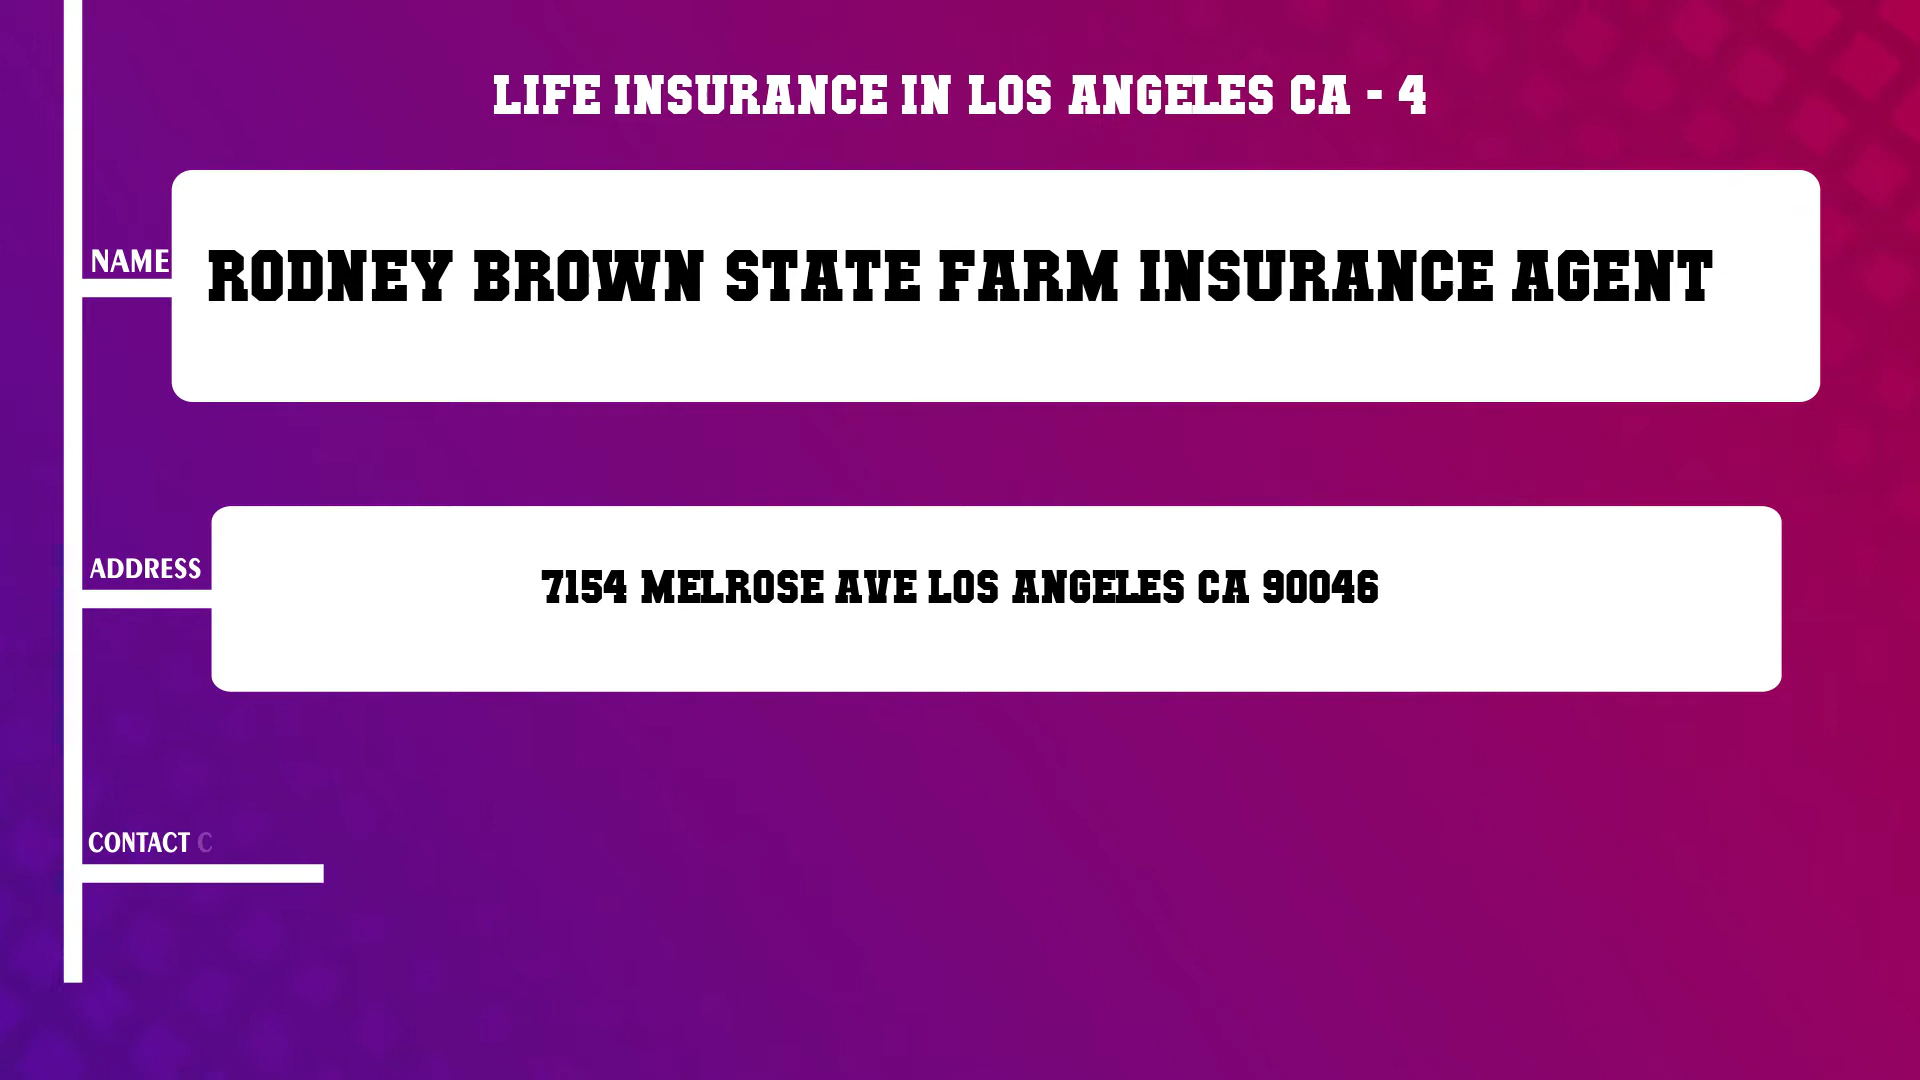 LIFE INSURANCE IN LOS ANGELES CA - 4
NAME
RODNEY BROWN STATE FARM INSURANCE AGENT
ADDRESS
7154 MELROSE AVE LOS ANGELES CA 90046
CONTACT C